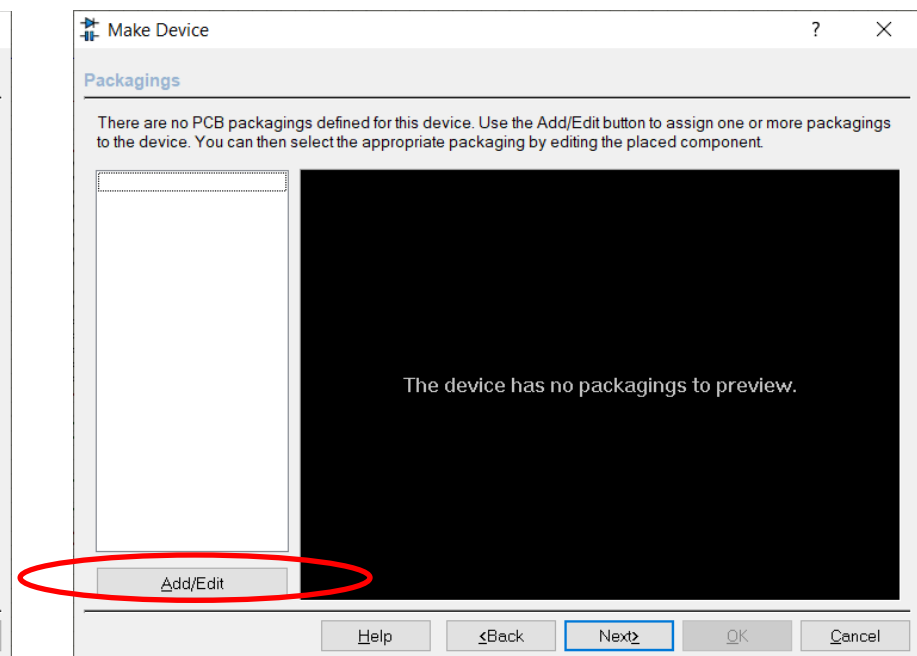 Make Device
?
Packagings
There are no PCB packagings defined for this device. Use the Add/Edit button to assign one or more packagings
to the device. You can then select the appropriate packaging by editing the placed component.
The device has no packagings to preview.
Add/Edit
Help
<Back
Next>
OK
Cancel